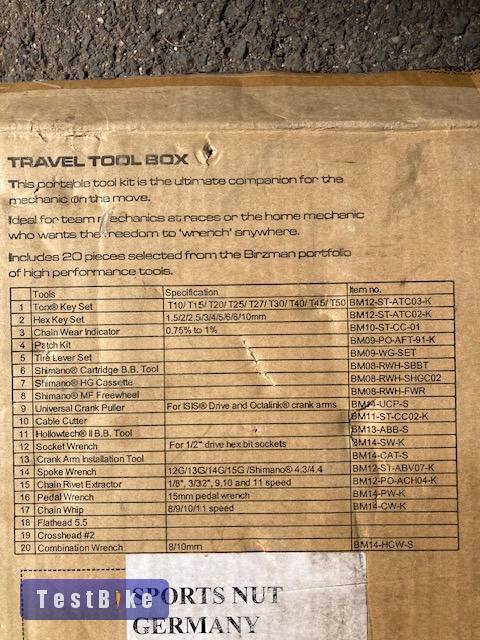 TRAVEL TOOL BOX
This portable tool kit is the ultimate companion for the
mechanic on the move.
Ideal for team mechanics at races or the home mechanic
who wants the freedom to 'wrench' anywhere.
Includes 20 pieces selected from the Birzman portfolio
of high performance tools.
Tools Specification Item no.
1 Torx® Key Set T10/ T15/ T20/ T25/ T27/ T30/ T40/ T45/ T50 BM12-ST-ATC03-K
2 Hex Key Set 1.5/2/2.5/3/4/5/6/8/10mm BM12-ST-ATC02-K
3 Chain Wear Indicator 0.75% to 1% BM10-ST-CC-01
4 Patch Kit BM09-PO-AFT-91-K
5 Tire Lever Set BM09-WG-SET
6 Shimano® Cartridge B.B. Tool BM08-RWH-SBBT
7 Shimano® HG Cassette BM08-RWH-SHGC02
8 Shimano® MF Freewheel BM08-RWH-FWR
9 Universal Crank Puller For ISIS® Drive and Octalink® crank arms BM14-UCP-S
10 Cable Cutter BM11-ST-CC02-K
11 Hollowtech® II B.B. Tool BM13-ABB-S
12 Socket Wrench For 1/2" drive hex bit sockets BM14-SW-K
13 Crank Arm Installation Tool BM14-CAT-S
14 Spoke Wrench 12G/13G/14G/15G /Shimano® 4.3/4.4 BM12-ST-ABV07-K
15 Chain Rivet Extractor 1/8", 3/32", 9,10 and 11 speed BM12-PO-ACH04-K
16 Pedal Wrench 15mm pedal wrench BM14-PW-K
17 Chain Whip 8/9/10/11 speed BM14-CW-K
18 Flathead 5.5
19 Crosshead #2
20 Combination Wrench 8/10mm BM14-HCW-S
SPORTS NUT
GERMANY
TestBike